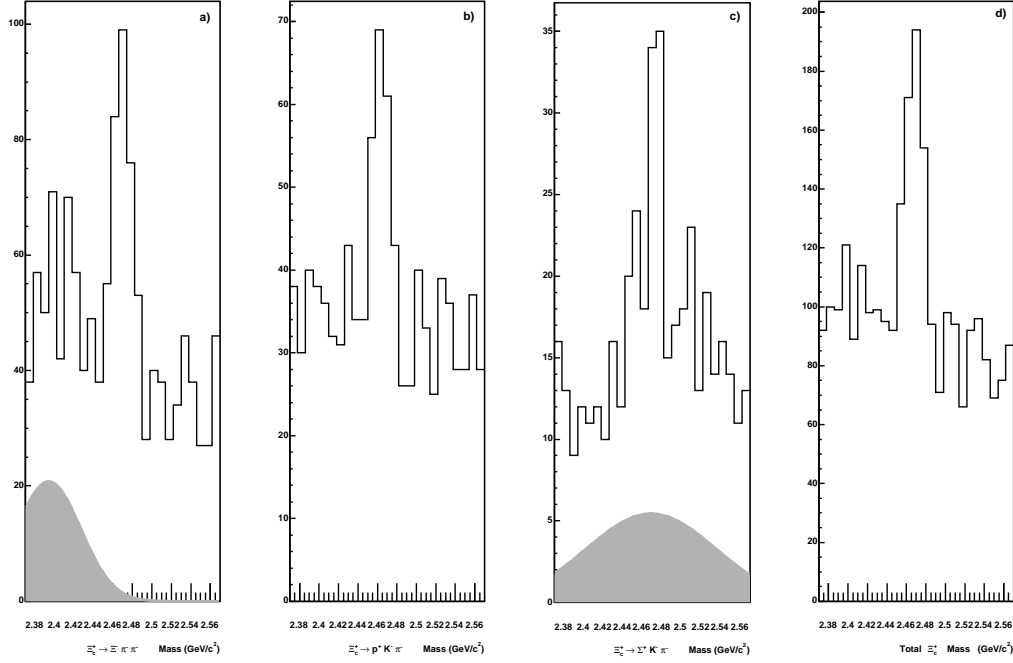 a)
100
80
60
40
20
0
2.38 2.4 2.42 2.44 2.46 2.48 2.5 2.52 2.54 2.56
Ξc+ → Ξ- π- π- Mass (GeV/c²)
b)
70
60
50
40
30
20
10
0
2.38 2.4 2.42 2.44 2.46 2.48 2.5 2.52 2.54 2.56
Ξc+ → p+ K- π- Mass (GeV/c²)
c)
35
30
25
20
15
10
5
0
2.38 2.4 2.42 2.44 2.46 2.48 2.5 2.52 2.54 2.56
Ξc+ → Σ+ K- π- Mass (GeV/c²)
d)
200
180
160
140
120
100
80
60
40
20
0
2.38 2.4 2.42 2.44 2.46 2.48 2.5 2.52 2.54 2.56
Total Ξc+ Mass (GeV/c²)